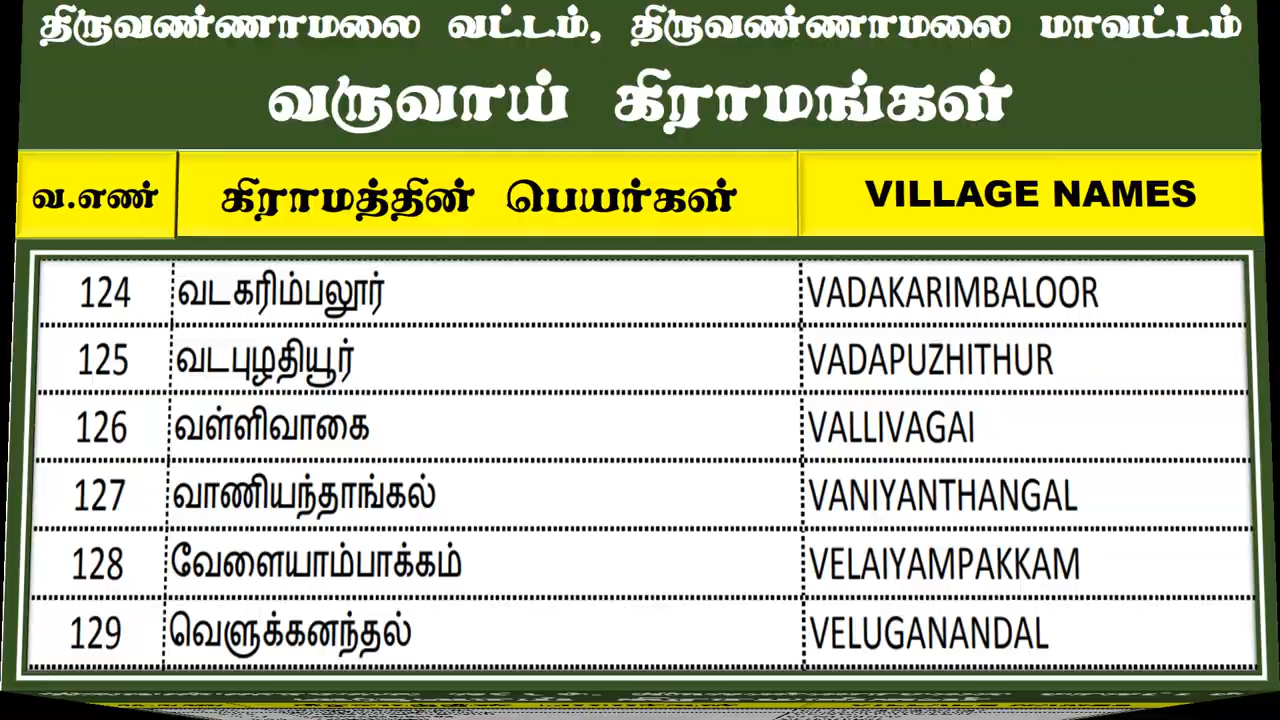 திருவண்ணாமலை வட்டம், திருவண்ணாமலை மாவட்டம்
வருவாய் கிராமங்கள்
வ.எண் கிராமத்தின் பெயர்கள் VILLAGE NAMES
124 வடகரிம்பலூர் VADAKARIMBALOOR
125 வடபுழதியூர் VADAPUZHITHUR
126 வள்ளிவாகை VALLIVAGAI
127 வாணியந்தாங்கல் VANIYANTHANGAL
128 வேளையாம்பாக்கம் VELAIYAMPAKKAM
129 வெளுக்கனந்தல் VELUGANANDAL